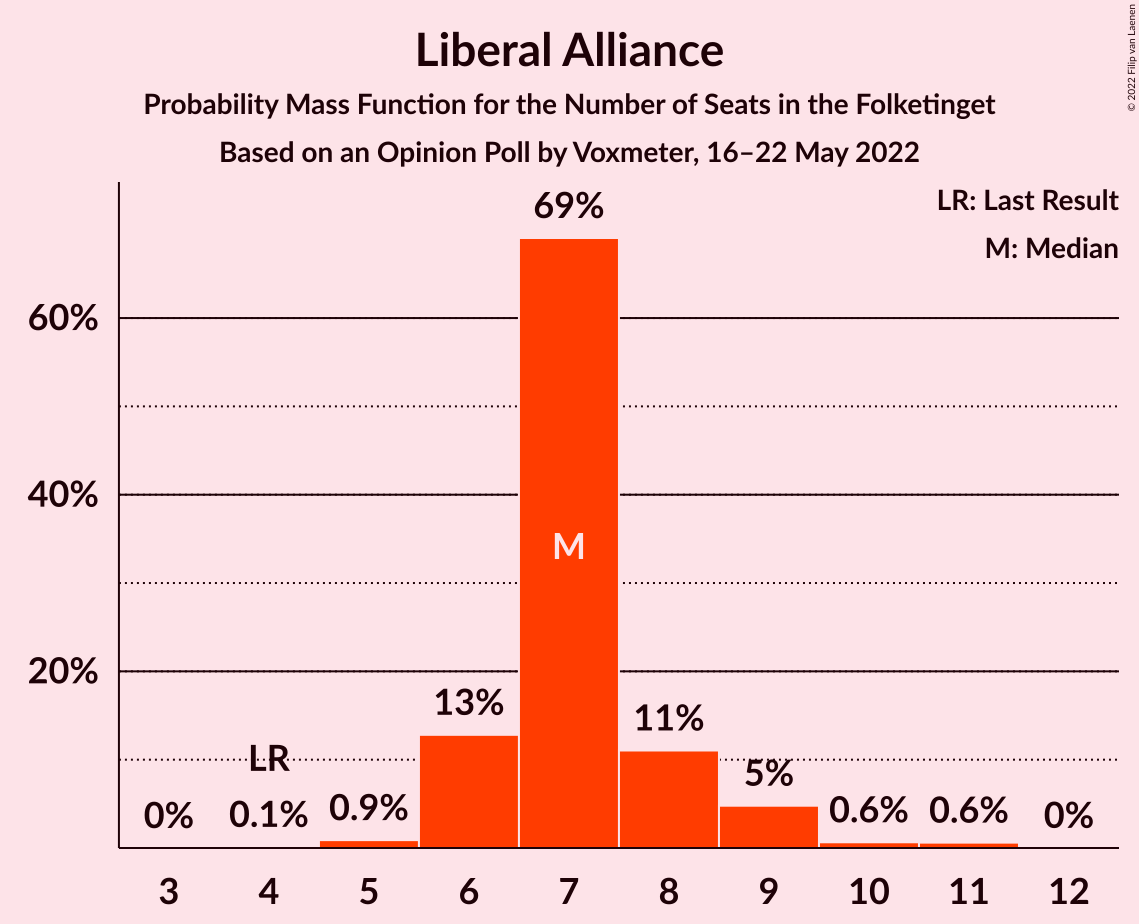 Liberal Alliance
Probability Mass Function for the Number of Seats in the Folketinget
Based on an Opinion Poll by Voxmeter, 16–22 May 2022
© 2022 Filip van Laenen
LR: Last Result
M: Median
69%
60%
40%
20%
M
13%
11%
LR
5%
0%
0.1%
0.9%
0.6%
0.6%
0%
3 4 5 6 7 8 9 10 11 12